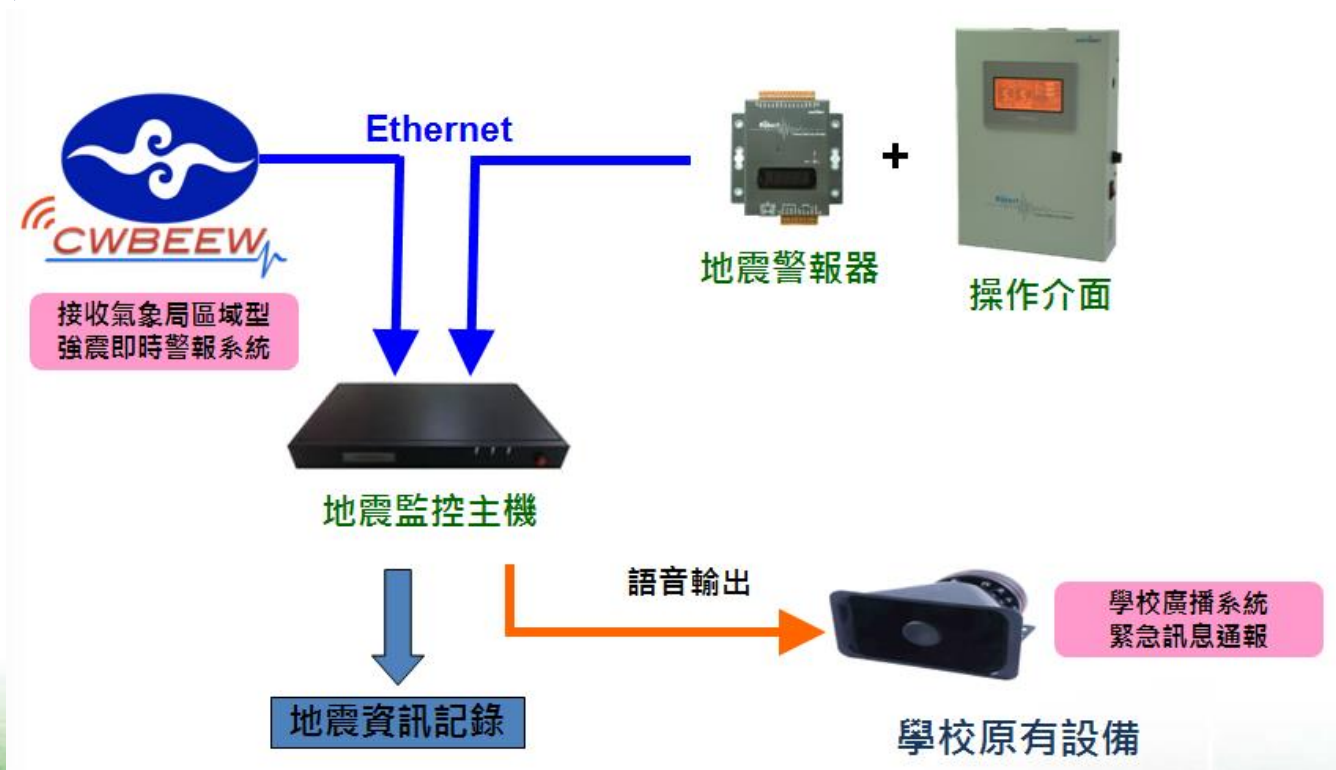 Ethernet
CWBEEW
接收氣象局區域型
強震即時警報系統
+
地震警報器
操作介面
地震監控主機
語音輸出
學校廣播系統
緊急訊息通報
地震資訊記錄
學校原有設備